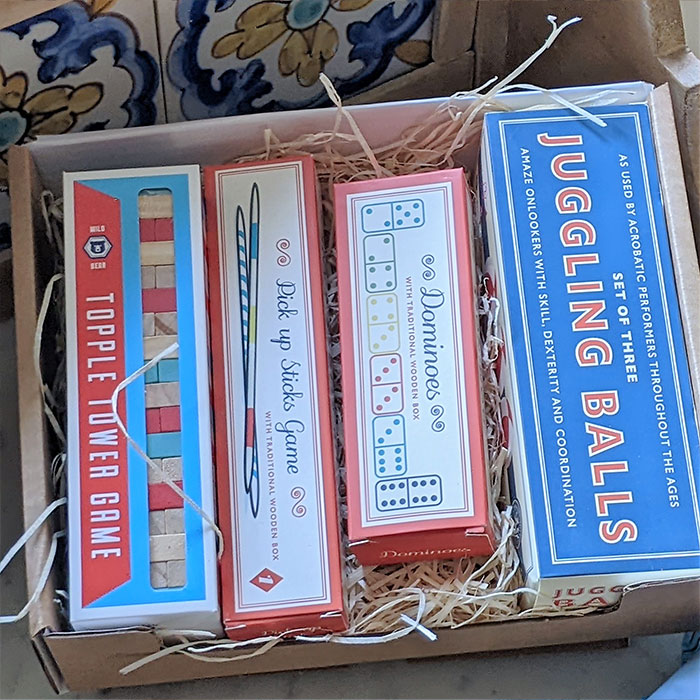 WILD
BEAR
TOPPLE TOWER GAME
Pick up Sticks Game
WITH TRADITIONAL WOODEN BOX
Dominoes
WITH TRADITIONAL WOODEN BOX
Dominoes
AS USED BY ACROBATIC PERFORMERS THROUGHOUT THE AGES
SET OF THREE
JUGGLING BALLS
AMAZE ONLOOKERS WITH SKILL, DEXTERITY AND COORDINATION